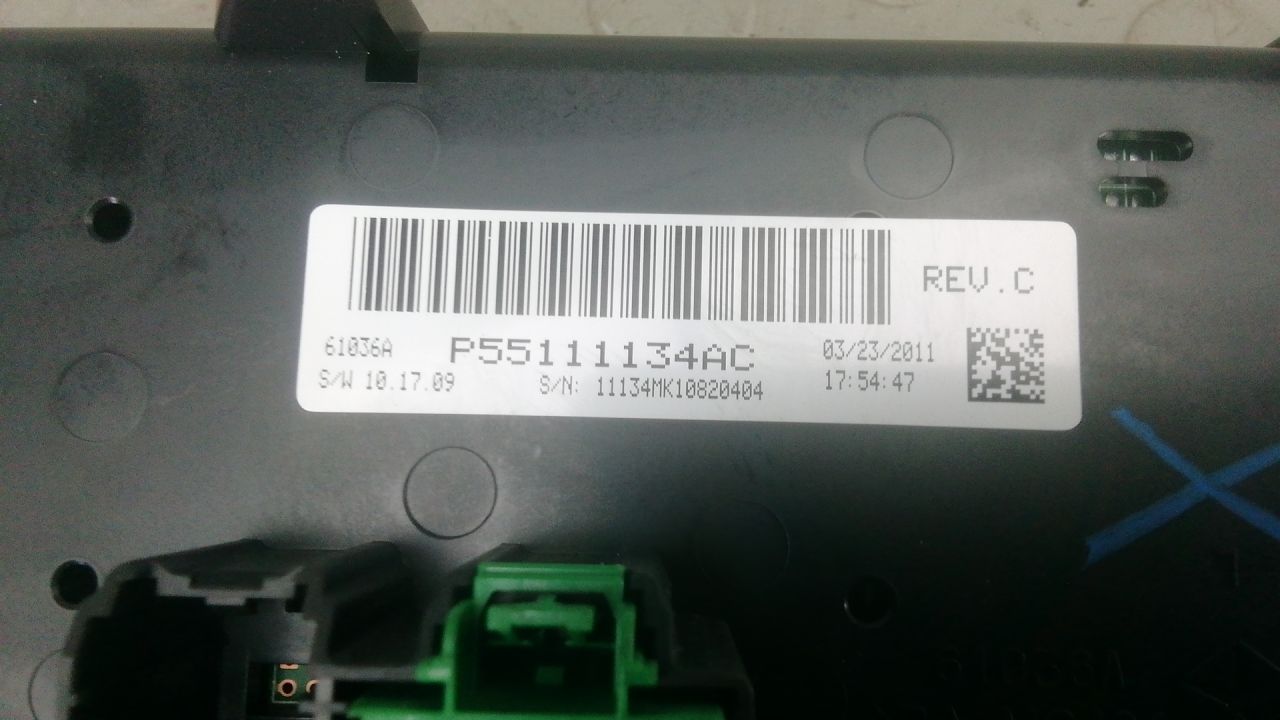 REV.C
61036A P55111134AC 03/23/2011
S/W 10.17.09 S/N: 11134MK10820404 17:54:47